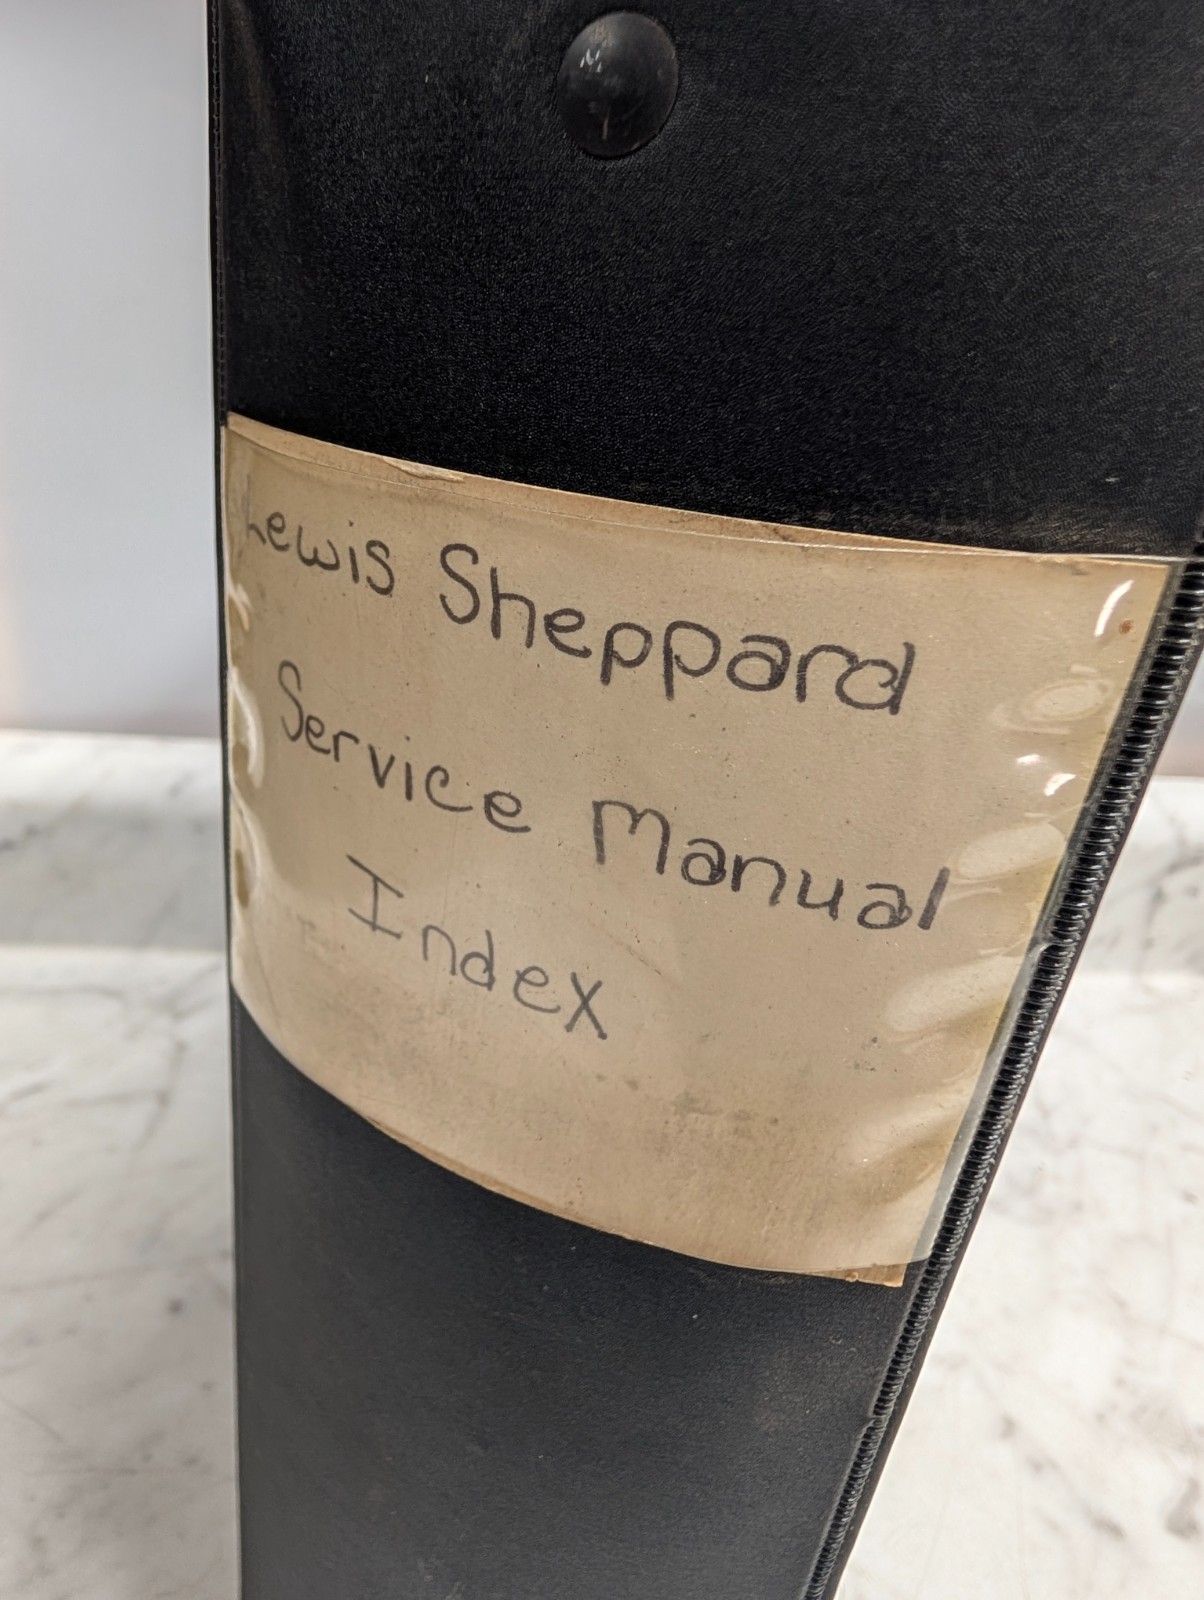 Lewis Sheppard
Service Manual
Index